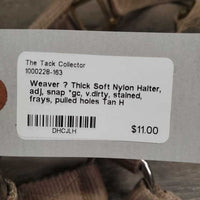 The Tack Collector
1000228-163
Weaver ? Thick Soft Nylon Halter,
adj, snap *gc, v.dirty, stained,
frays, pulled holes Tan H
DHCJLH
$11.00